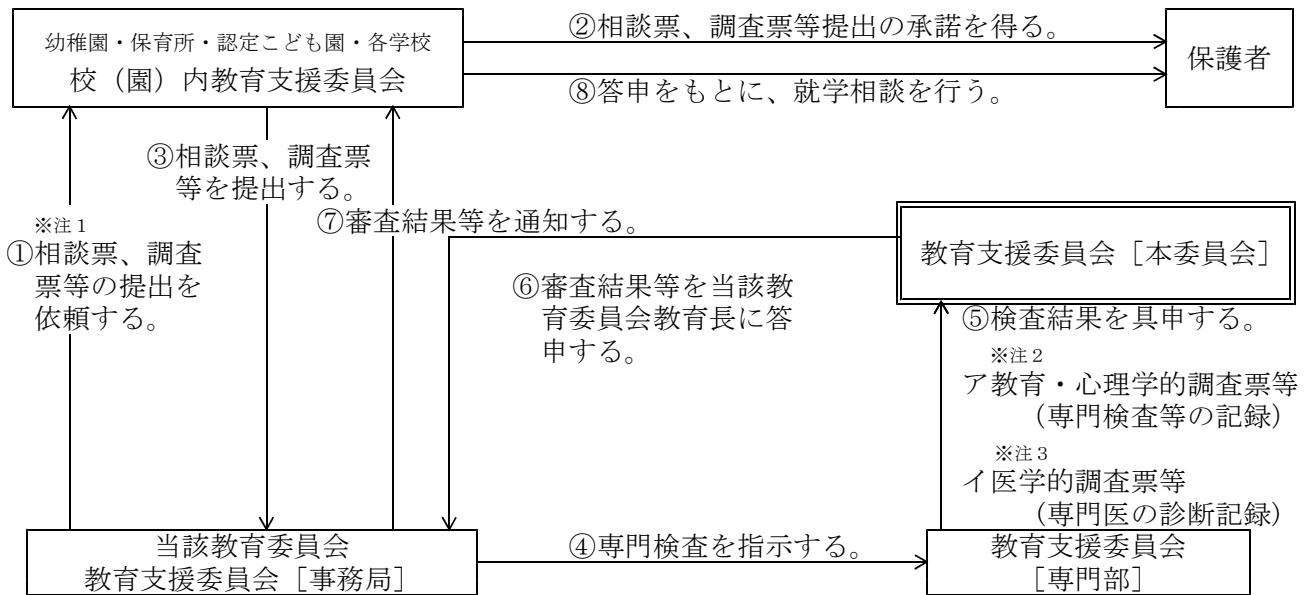 幼稚園・保育所・認定こども園・各学校
校（園）内教育支援委員会
②相談票、調査票等提出の承諾を得る。
⑧答申をもとに、就学相談を行う。
保護者
③相談票、調査票
等を提出する。
⑦審査結果等を通知する。
※注１
①相談票、調査
票等の提出を
依頼する。
教育支援委員会［本委員会］
⑥審査結果等を当該教
育委員会教育長に答
申する。
⑤検査結果を具申する。
※注２
ア教育・心理学的調査票等
（専門検査等の記録）
※注３
イ医学的調査票等
（専門医の診断記録）
当該教育委員会
教育支援委員会［事務局］
④専門検査を指示する。
教育支援委員会
［専門部］